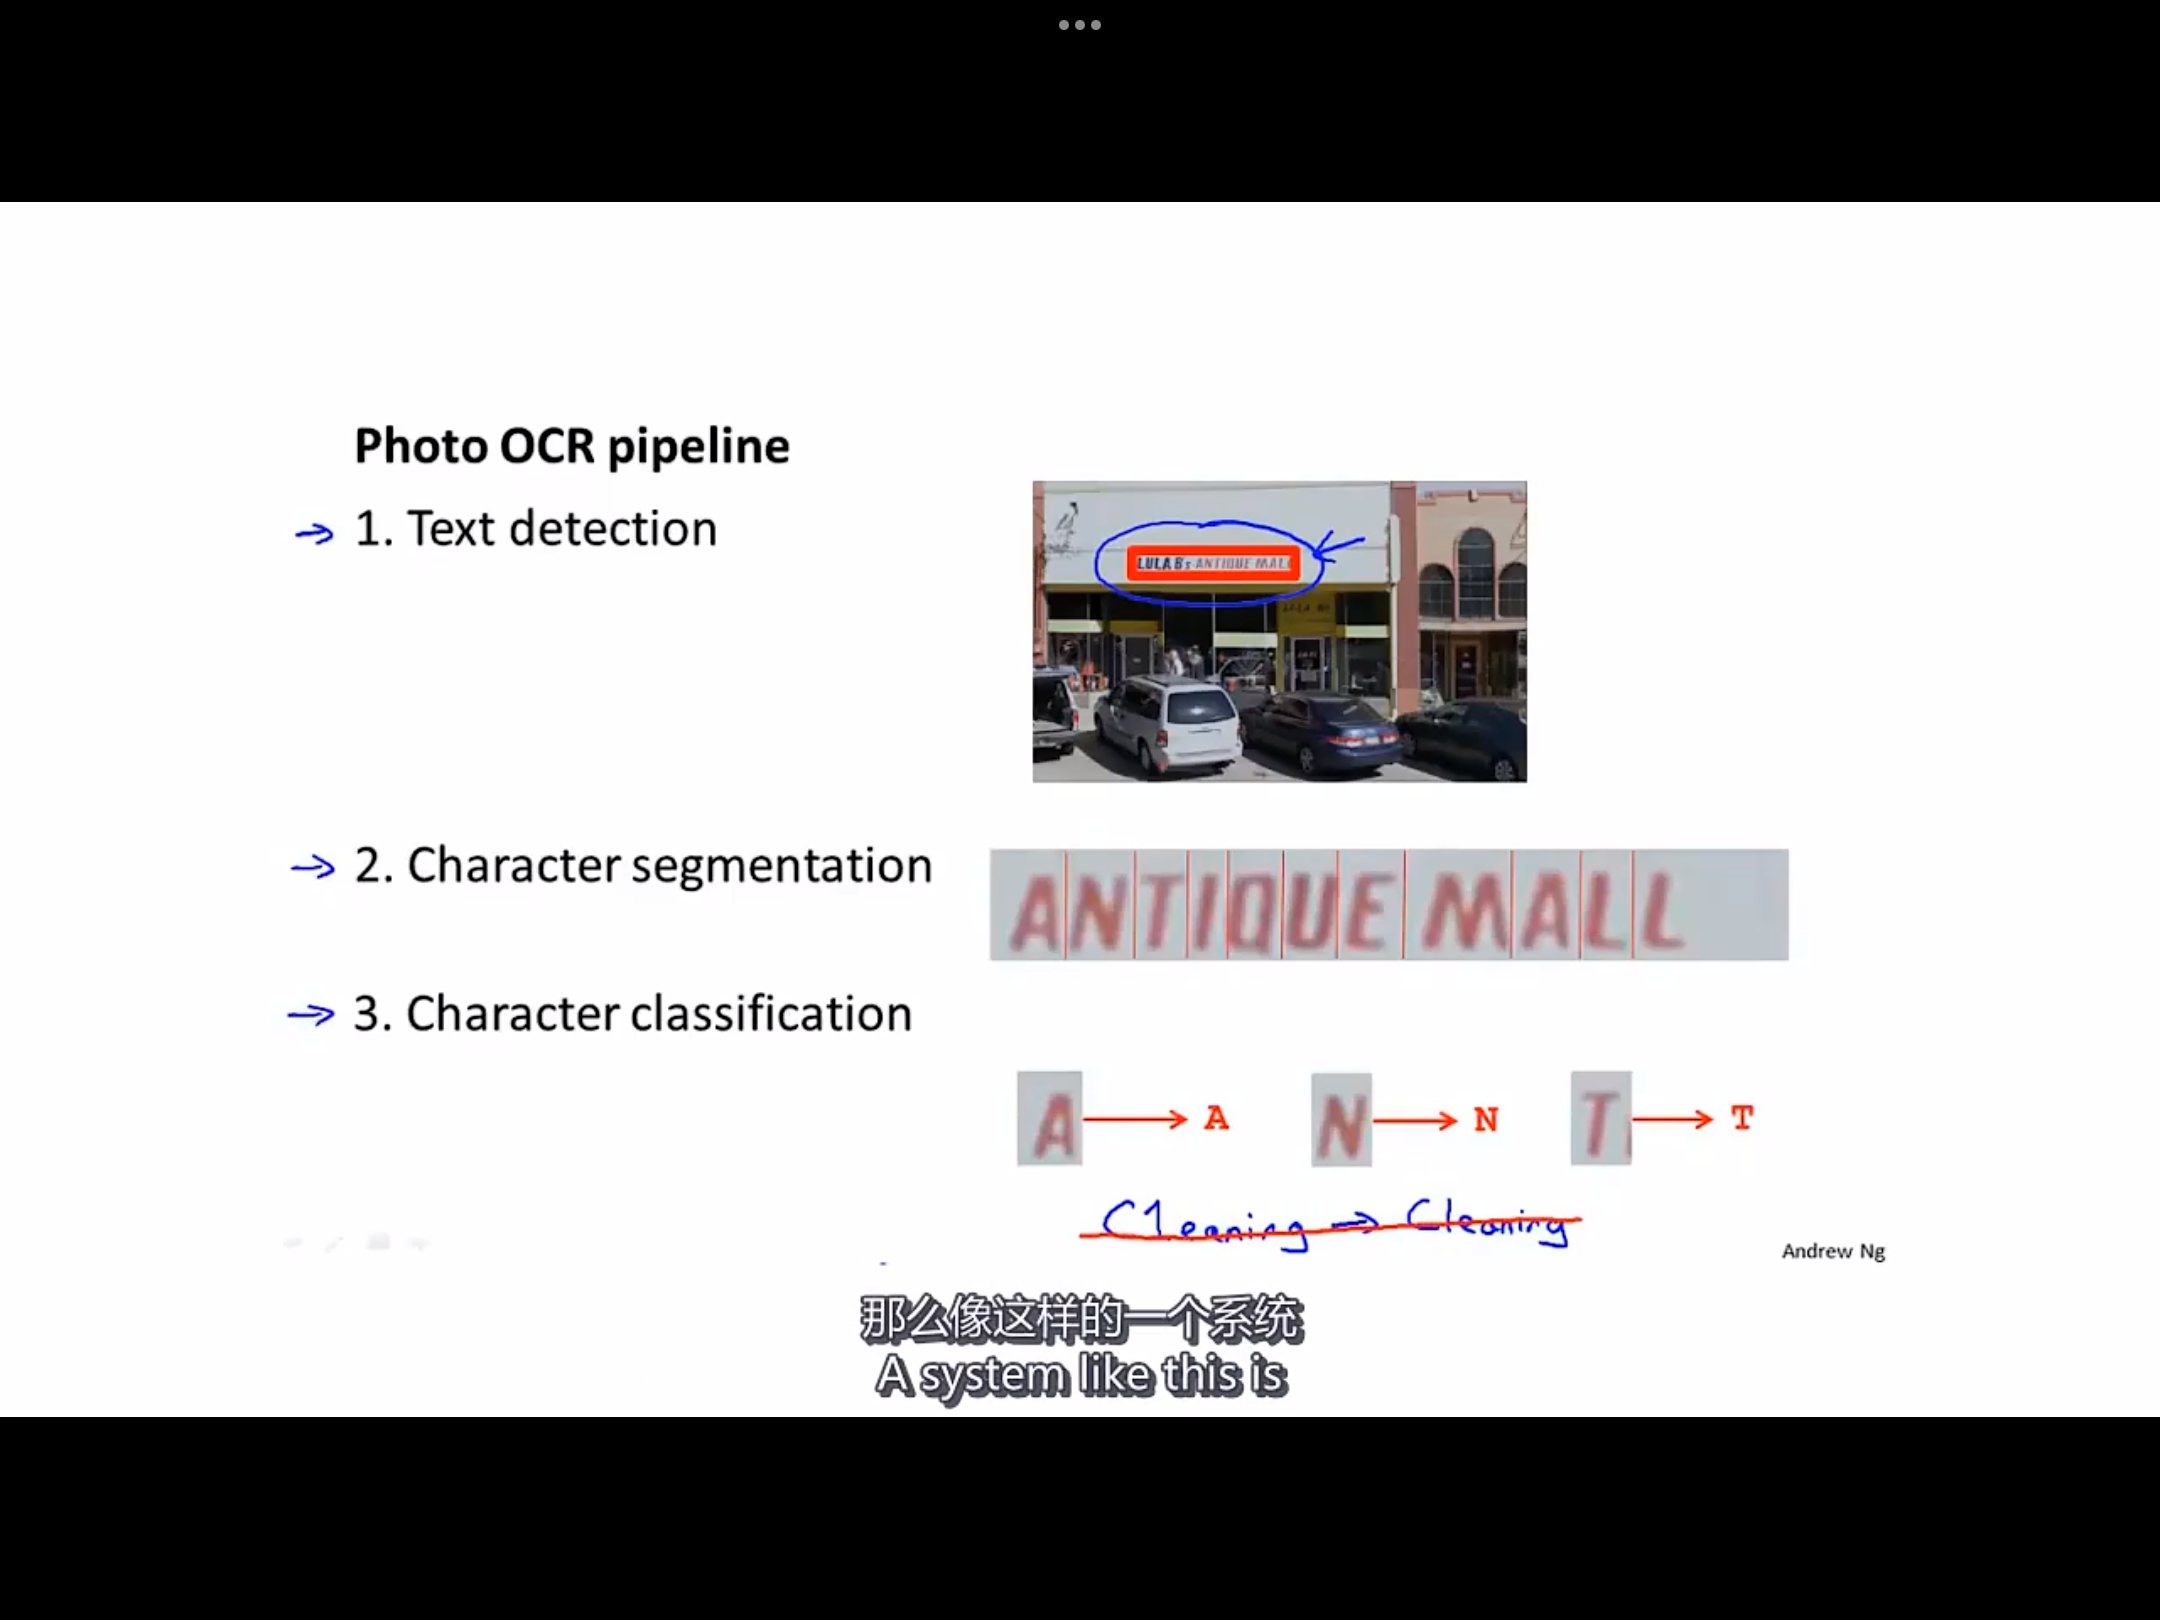 Photo OCR pipeline
→ 1. Text detection
LULA B's ANTIQUE MALL
→ 2. Character segmentation
ANTIQUE MALL
→ 3. Character classification
A → A N → N T → T
C1eaning → Cleaning
Andrew Ng
那么像这样的一个系统
A system like this is